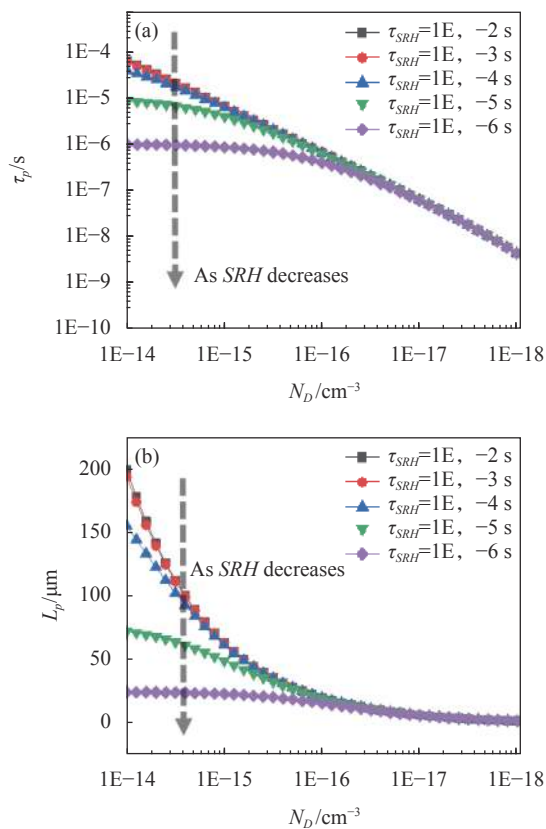 (a)
τSRH=1E, −2 s
τSRH=1E, −3 s
τSRH=1E, −4 s
τSRH=1E, −5 s
τSRH=1E, −6 s
1E−4
1E−5
1E−6
1E−7
1E−8
1E−9
1E−10
τp/s
As SRH decreases
1E−14 1E−15 1E−16 1E−17 1E−18
ND/cm−3
(b)
τSRH=1E, −2 s
τSRH=1E, −3 s
τSRH=1E, −4 s
τSRH=1E, −5 s
τSRH=1E, −6 s
200
150
100
50
0
Lp/μm
As SRH decreases
1E−14 1E−15 1E−16 1E−17 1E−18
ND/cm−3